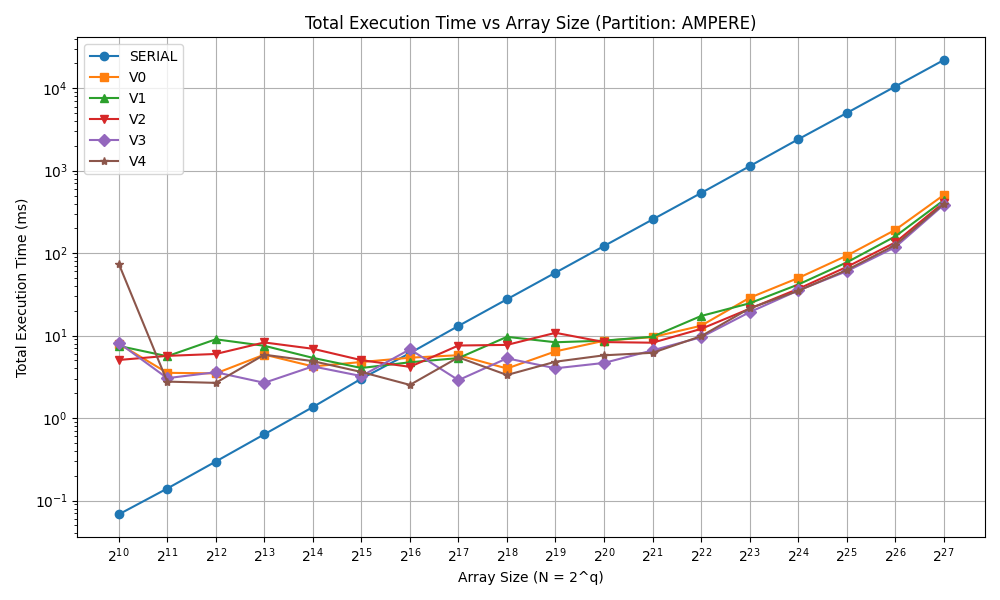 Total Execution Time vs Array Size (Partition: AMPERE)
SERIAL
V0
V1
V2
V3
V4
Total Execution Time (ms)
10^4
10^3
10^2
10^1
10^0
10^-1
2^10 2^11 2^12 2^13 2^14 2^15 2^16 2^17 2^18 2^19 2^20 2^21 2^22 2^23 2^24 2^25 2^26 2^27
Array Size (N = 2^q)